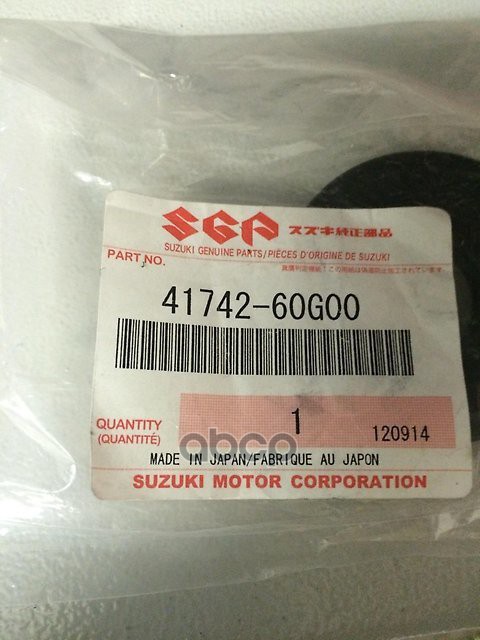 SGP スズキ純正部品
SUZUKI GENUINE PARTS/PIÈCES D'ORIGINE DE SUZUKI
PART NO.
41742-60G00
QUANTITY
(QUANTITÉ)
1
120914
abcp
MADE IN JAPAN/FABRIQUE AU JAPON
SUZUKI MOTOR CORPORATION